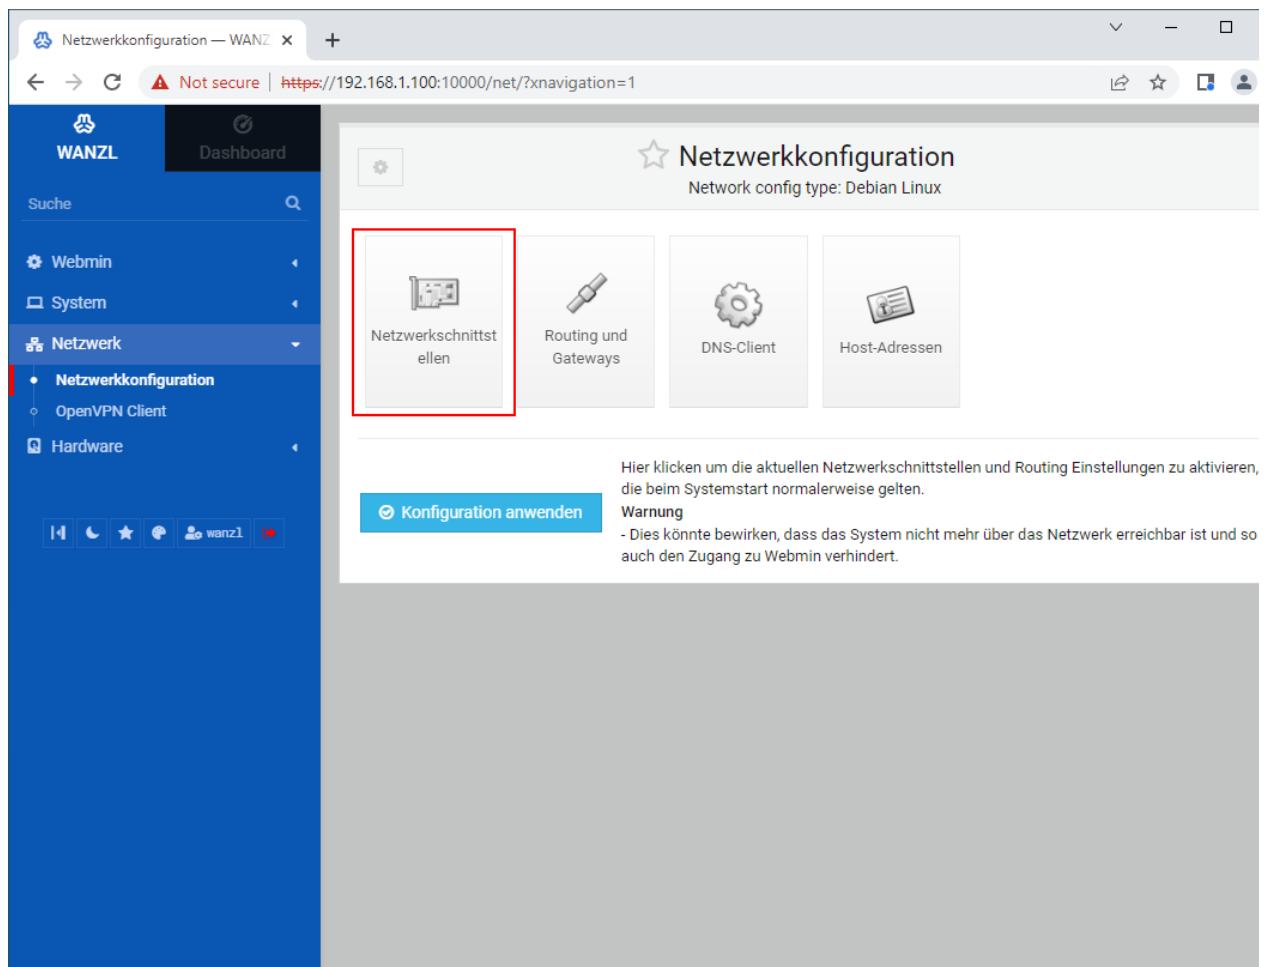 Netzwerkkonfiguration — WANZ
Not secure | https://192.168.1.100:10000/net/?xnavigation=1
WANZL
Dashboard
Suche
Webmin
System
Netzwerk
Netzwerkkonfiguration
OpenVPN Client
Hardware
wanzl
Netzwerkkonfiguration
Network config type: Debian Linux
Netzwerkschnittst
ellen
Routing und
Gateways
DNS-Client
Host-Adressen
Konfiguration anwenden
Hier klicken um die aktuellen Netzwerkschnittstellen und Routing Einstellungen zu aktivieren,
die beim Systemstart normalerweise gelten.
Warnung
- Dies könnte bewirken, dass das System nicht mehr über das Netzwerk erreichbar ist und so
auch den Zugang zu Webmin verhindert.